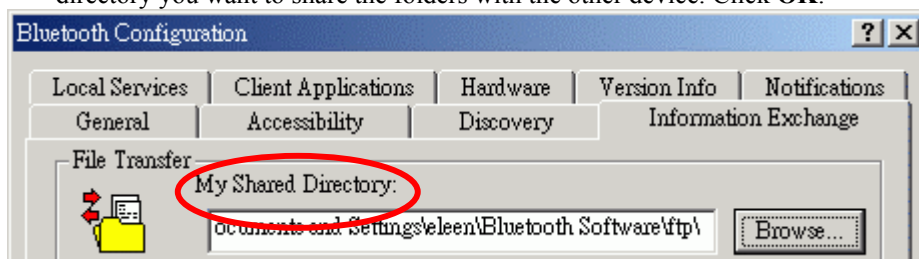 directory you want to share the folders with the other device. Click OK.
Bluetooth Configuration
Local Services Client Applications Hardware Version Info Notifications
General Accessibility Discovery Information Exchange
File Transfer
My Shared Directory:
ocuments and Settings\eleen\Bluetooth Software\ftp\ Browse...